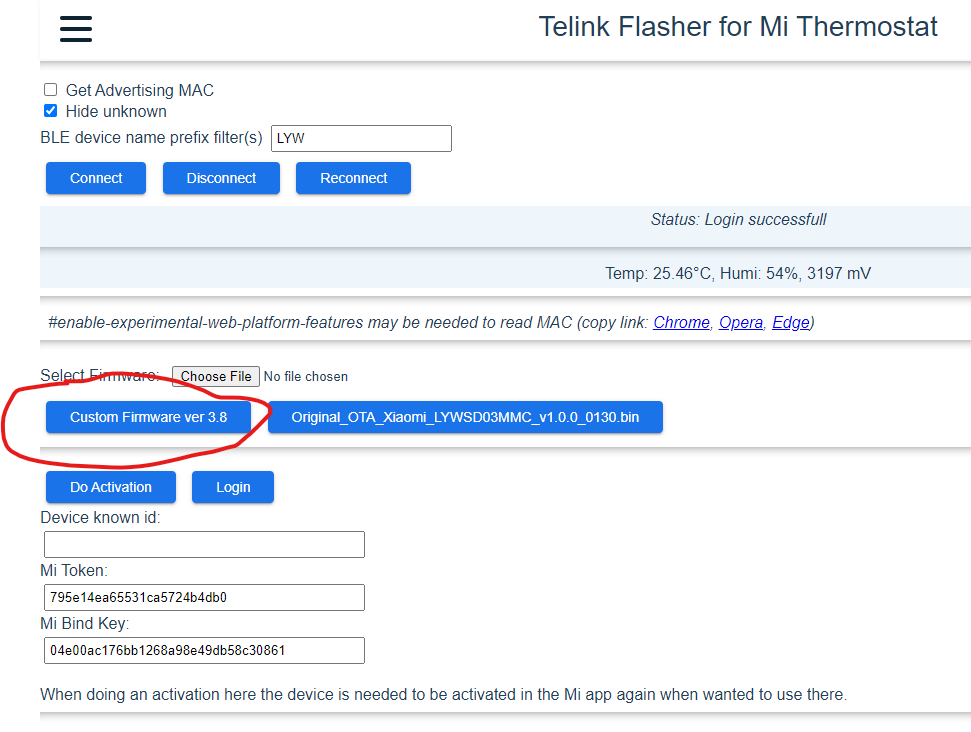 Telink Flasher for Mi Thermostat
Get Advertising MAC
Hide unknown
BLE device name prefix filter(s) LYW
Connect Disconnect Reconnect
Status: Login successfull
Temp: 25.46°C, Humi: 54%, 3197 mV
#enable-experimental-web-platform-features may be needed to read MAC (copy link: Chrome, Opera, Edge)
Select Firmware: Choose File No file chosen
Custom Firmware ver 3.8 Original_OTA_Xiaomi_LYWSD03MMC_v1.0.0_0130.bin
Do Activation Login
Device known id:
Mi Token:
795e14ea65531ca5724b4db0
Mi Bind Key:
04e00ac176bb1268a98e49db58c30861
When doing an activation here the device is needed to be activated in the Mi app again when wanted to use there.